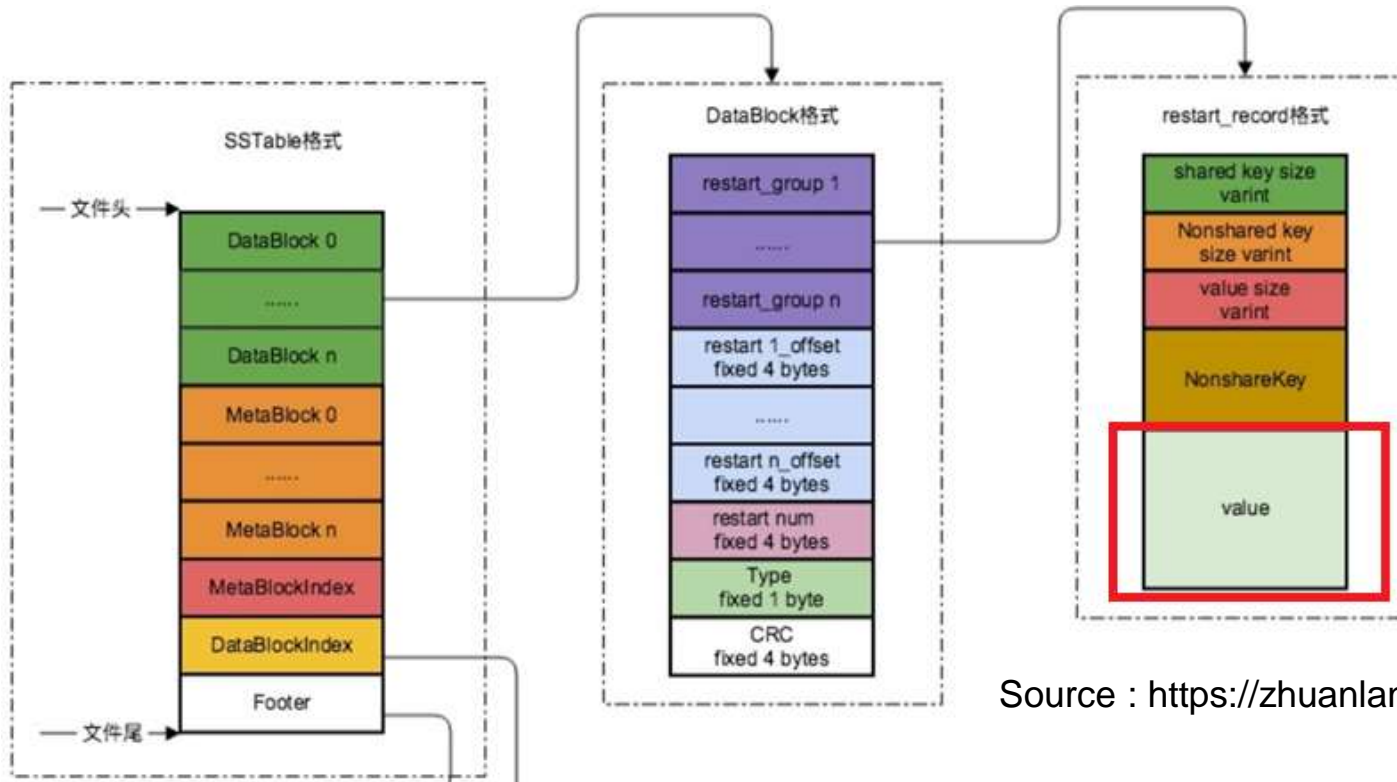 SSTable格式
文件头
DataBlock 0
......
DataBlock n
MetaBlock 0
......
MetaBlock n
MetaBlockIndex
DataBlockIndex
Footer
文件尾
DataBlock格式
restart_group 1
......
restart_group n
restart 1_offset
fixed 4 bytes
......
restart n_offset
fixed 4 bytes
restart num
fixed 4 bytes
Type
fixed 1 byte
CRC
fixed 4 bytes
restart_record格式
shared key size
varint
Nonshared key
size varint
value size
varint
NonshareKey
value
Source : https://zhuanlar